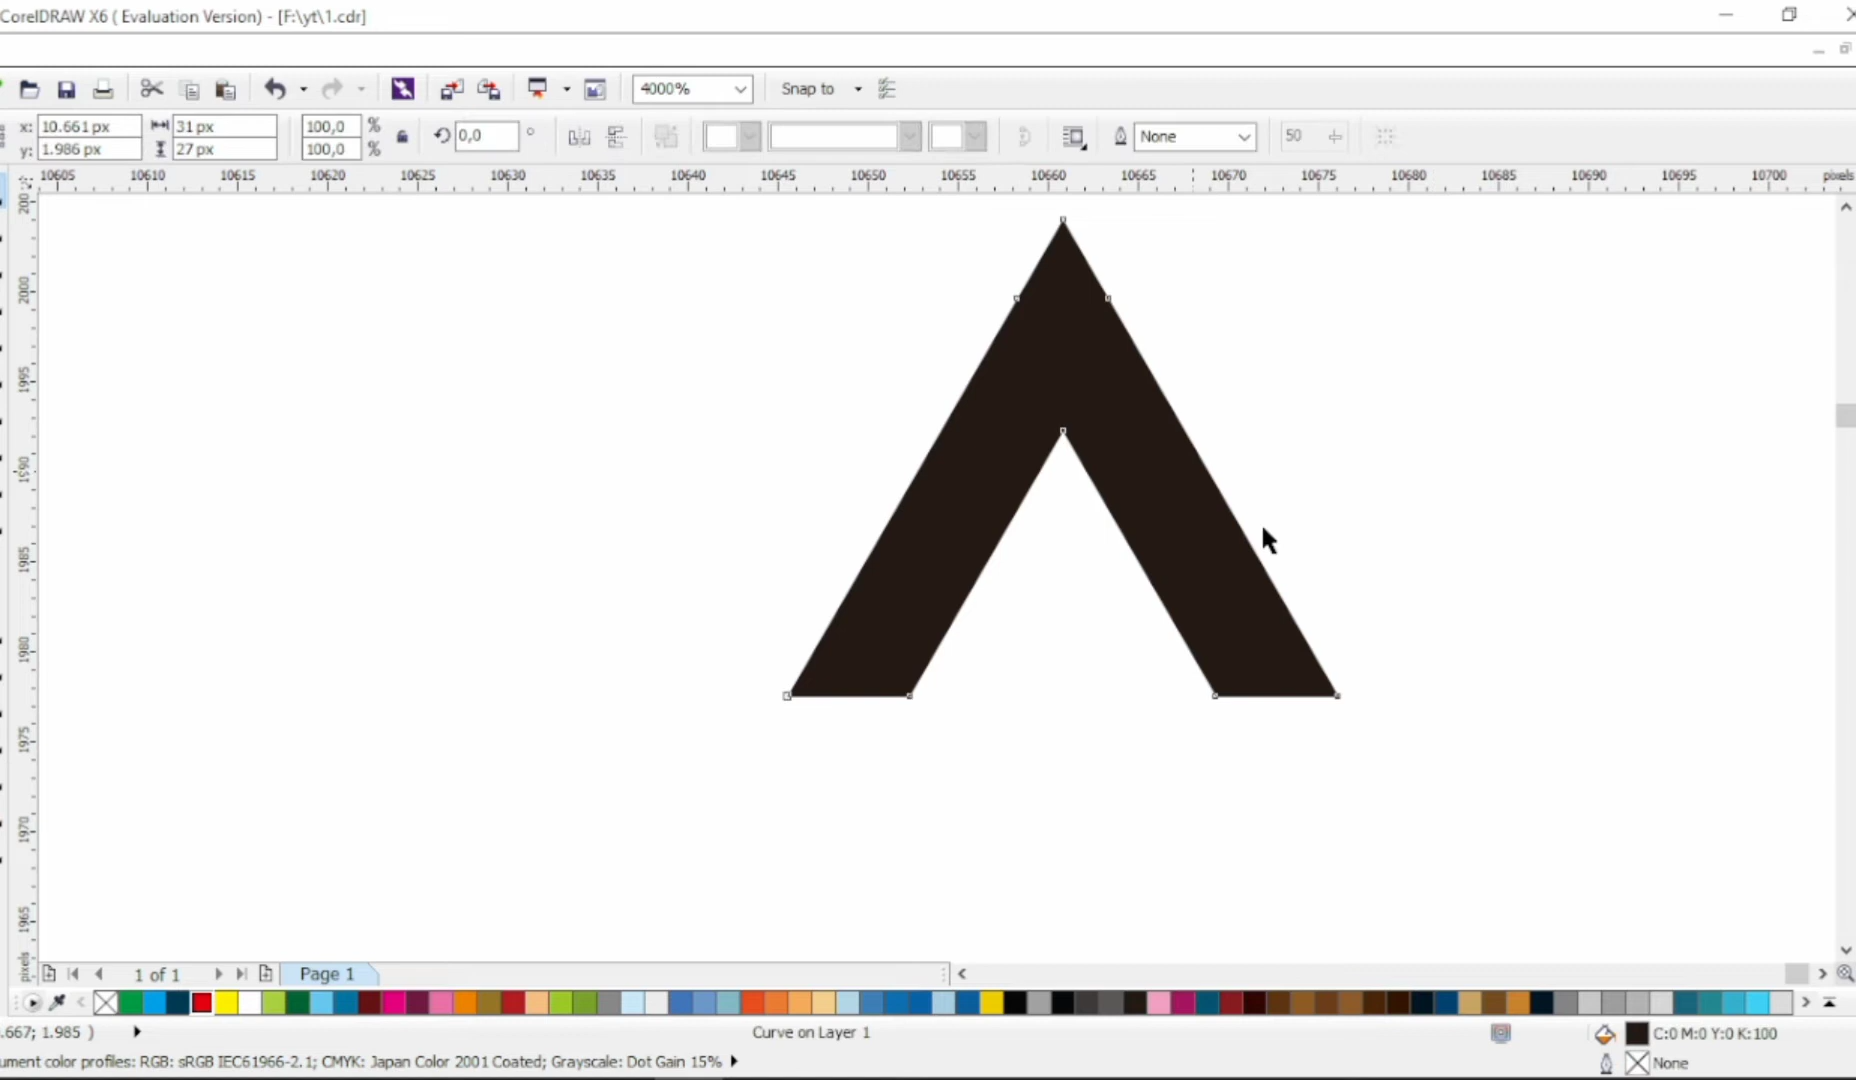 CorelDRAW X6 ( Evaluation Version) - [F:\yt\1.cdr]
4000% Snap to
x: 10.661 px 31 px 100,0 % 0,0 ° None 50
y: 1.986 px 27 px 100,0 %
10605 10610 10615 10620 10625 10630 10635 10640 10645 10650 10655 10660 10665 10670 10675 10680 10685 10690 10695 10700 pixels
2000
1995
1990
1985
1980
1975
1970
1965
pixels
1 of 1 Page 1
.667; 1.985 ) Curve on Layer 1 C:0 M:0 Y:0 K:100
ument color profiles: RGB: sRGB IEC61966-2.1; CMYK: Japan Color 2001 Coated; Grayscale: Dot Gain 15% None